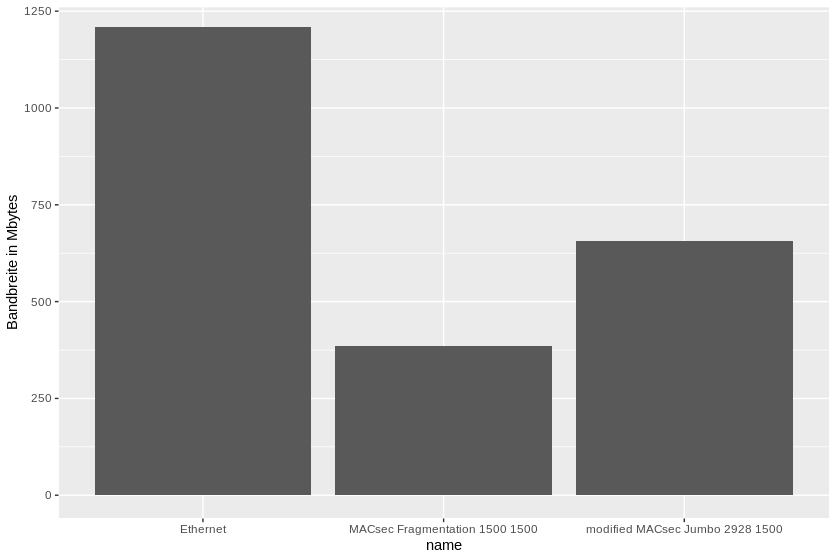 Bandbreite in Mbytes
1250
1000
750
500
250
0
Ethernet
MACsec Fragmentation 1500 1500
modified MACsec Jumbo 2928 1500
name